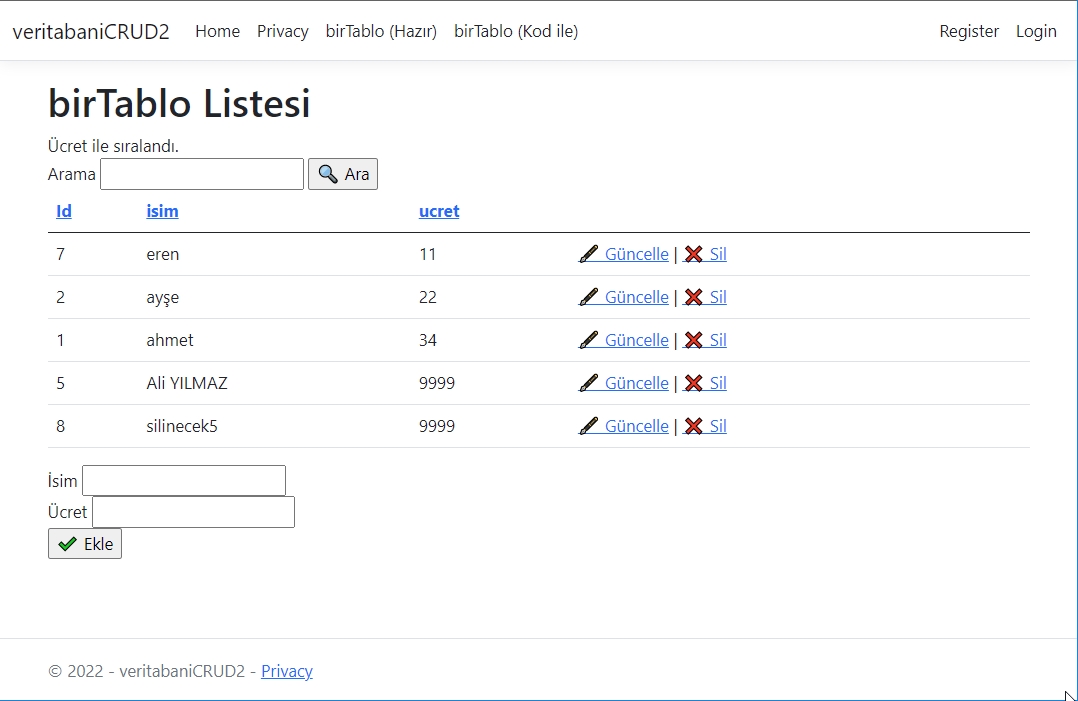 veritabaniCRUD2 Home Privacy birTablo (Hazır) birTablo (Kod ile) Register Login
birTablo Listesi
Ücret ile sıralandı.
Arama Ara
Id isim ucret
7 eren 11 Güncelle | Sil
2 ayşe 22 Güncelle | Sil
1 ahmet 34 Güncelle | Sil
5 Ali YILMAZ 9999 Güncelle | Sil
8 silinecek5 9999 Güncelle | Sil
İsim
Ücret
Ekle
© 2022 - veritabaniCRUD2 - Privacy